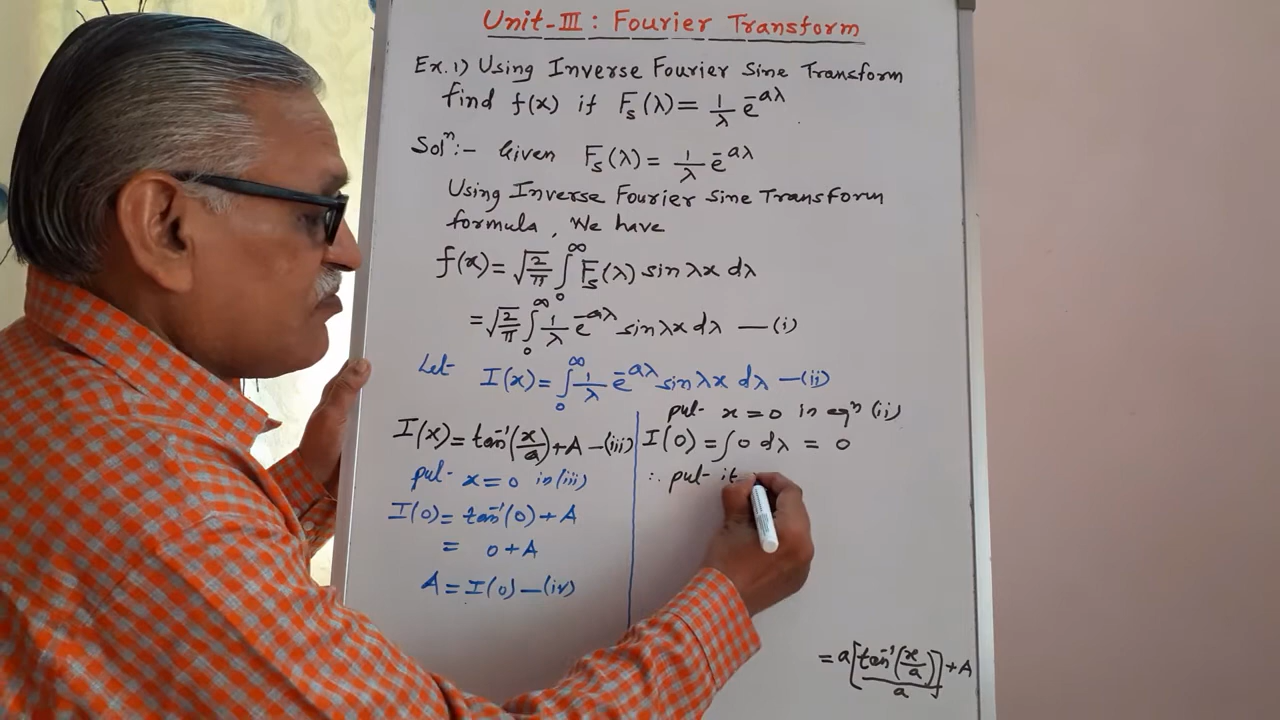 Unit-III : Fourier Transform
Ex.1) Using Inverse Fourier Sine Transform
find f(x) if Fₛ(λ) = 1/λ e^-aλ
Solⁿ:- Given Fₛ(λ) = 1/λ e^-aλ
Using Inverse Fourier Sine Transform
formula, We have
f(x) = √(2/π) ∫₀^∞ Fₛ(λ) sin λx dλ
= √(2/π) ∫₀^∞ 1/λ e^-aλ sin λx dλ —(i)
Let I(x) = ∫₀^∞ 1/λ e^-aλ sin λx dλ —(ii)
I(x) = tan⁻¹(x/a) + A —(iii)
put x = 0 in (iii)
I(0) = tan⁻¹(0) + A
= 0 + A
A = I(0) —(iv)
put x = 0 in eqⁿ (ii)
I(0) = ∫ 0 dλ = 0
∴ put it
= a[tan⁻¹(x/a)/a] + A